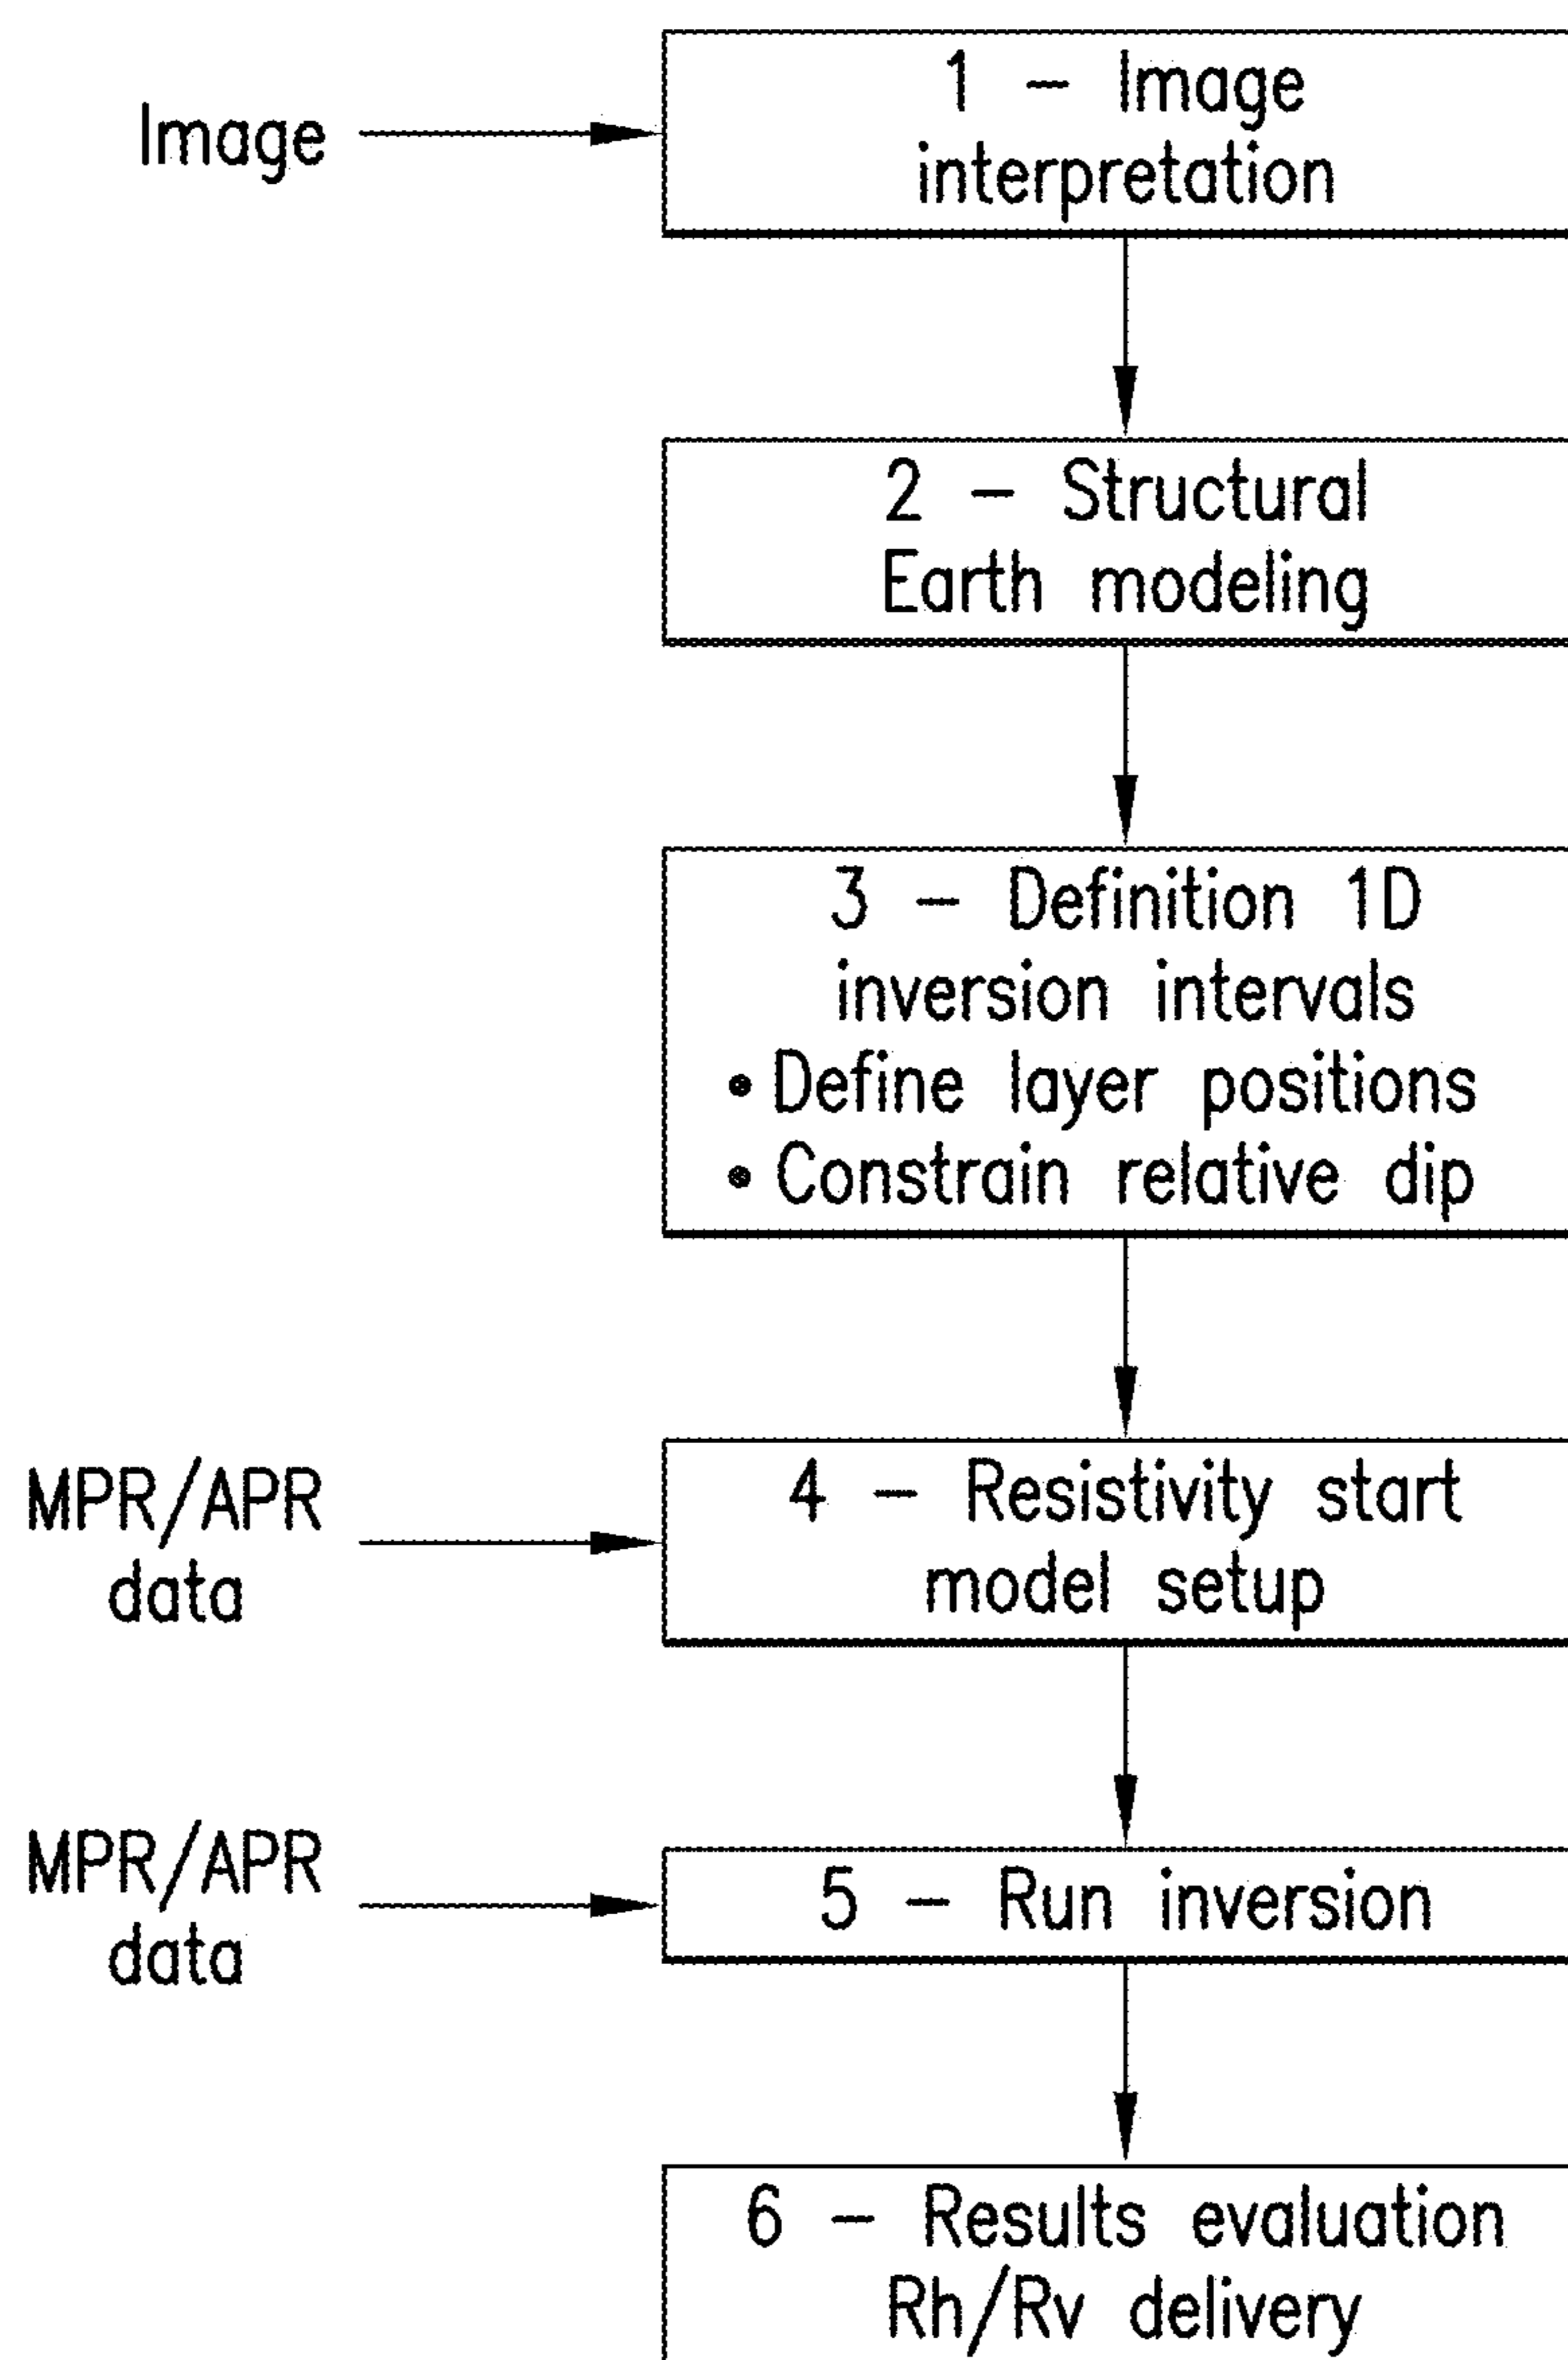 Image
1 – Image
interpretation
2 – Structural
Earth modeling
3 – Definition 1D
inversion intervals
• Define layer positions
• Constrain relative dip
MPR/APR
data
4 – Resistivity start
model setup
MPR/APR
data
5 – Run inversion
6 – Results evaluation
Rh/Rv delivery